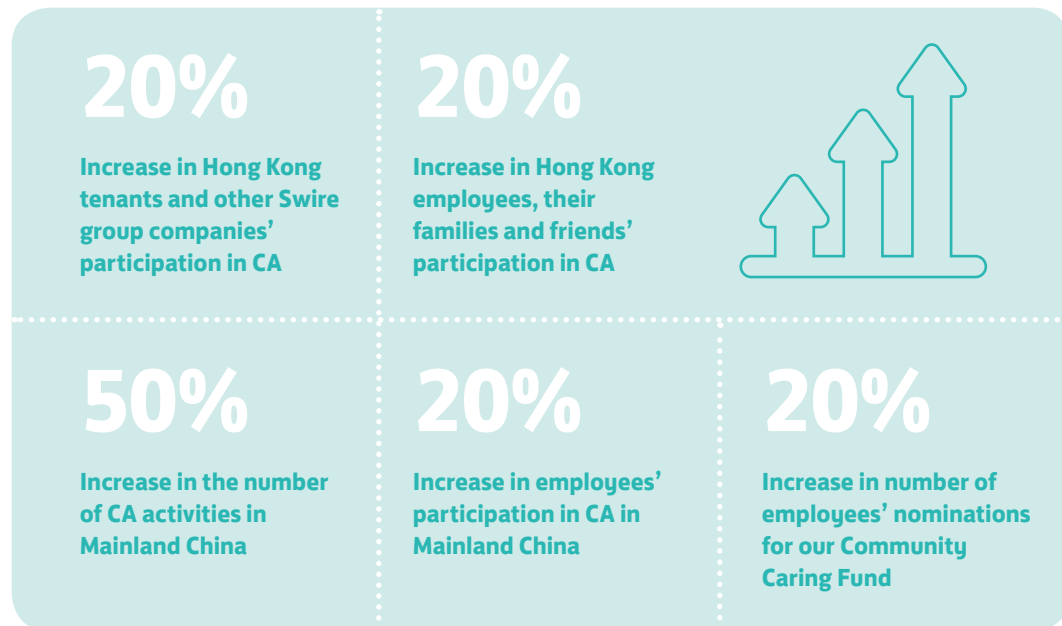 20%
Increase in Hong Kong
tenants and other Swire
group companies’
participation in CA
20%
Increase in Hong Kong
employees, their
families and friends’
participation in CA
50%
Increase in the number
of CA activities in
Mainland China
20%
Increase in employees’
participation in CA in
Mainland China
20%
Increase in number of
employees’ nominations
for our Community
Caring Fund